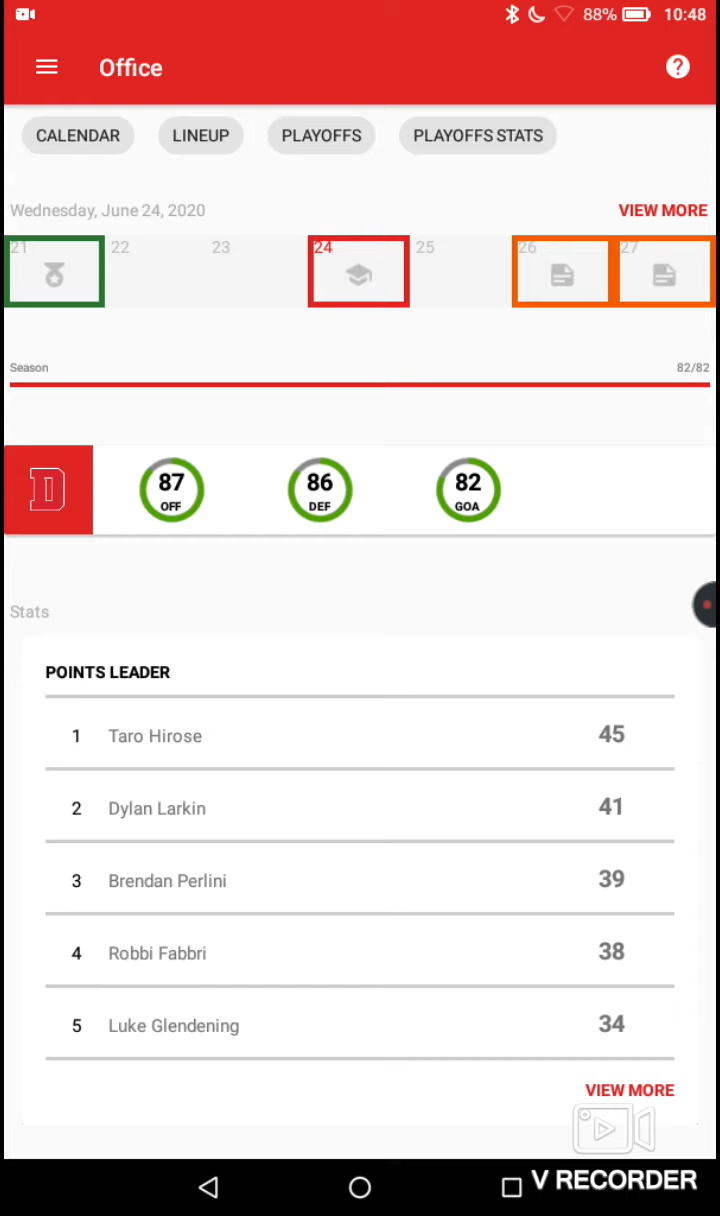 88% 10:48
Office ?
CALENDAR LINEUP PLAYOFFS PLAYOFFS STATS
Wednesday, June 24, 2020 VIEW MORE
21 22 23 24 25 26 27
Season 82/82
D 87 OFF 86 DEF 82 GOA
Stats
POINTS LEADER
1 Taro Hirose 45
2 Dylan Larkin 41
3 Brendan Perlini 39
4 Robbi Fabbri 38
5 Luke Glendening 34
VIEW MORE
V RECORDER